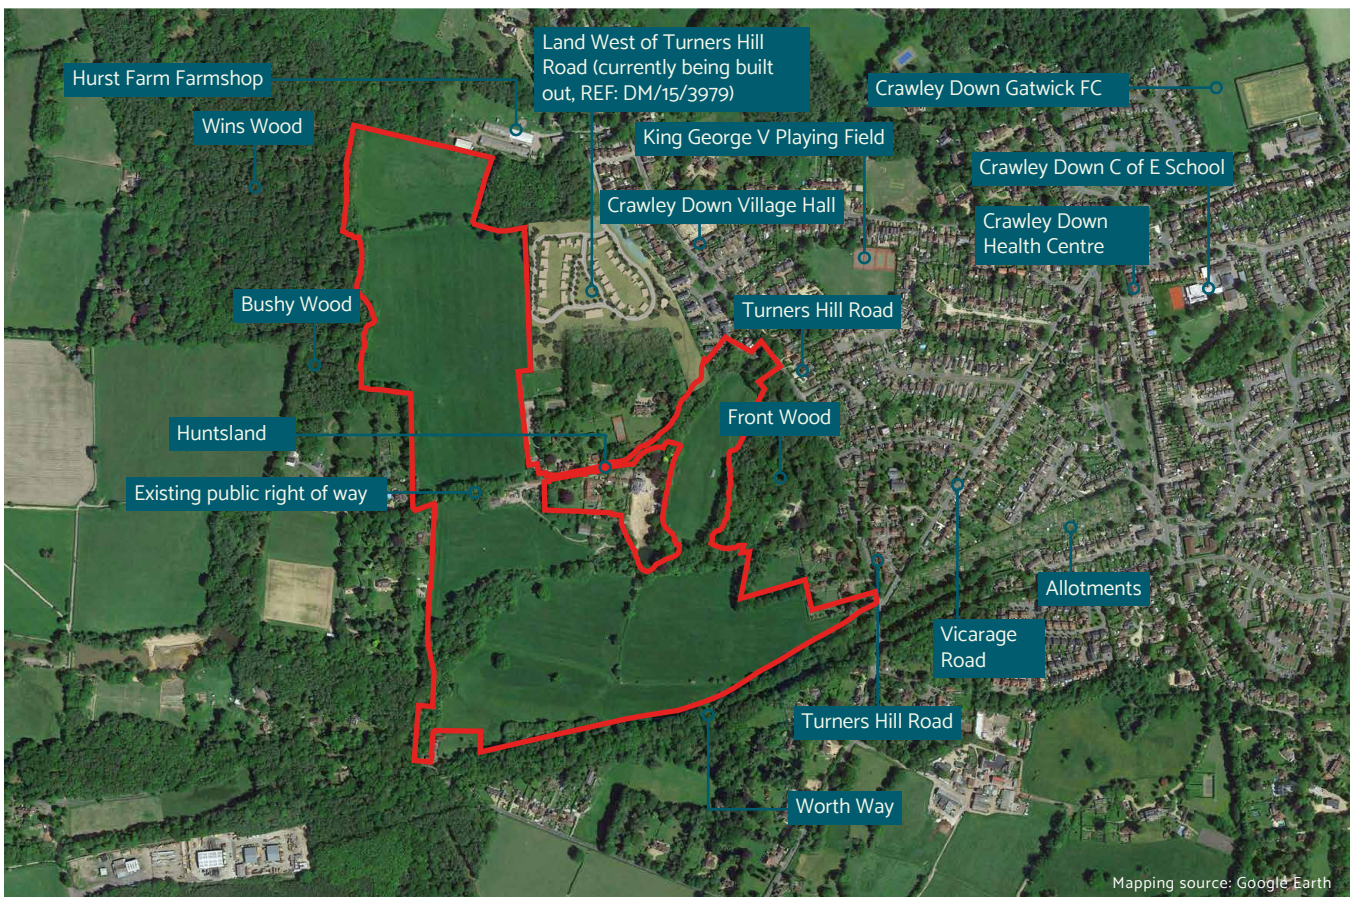 Land West of Turners Hill
Road (currently being built
out, REF: DM/15/3979)
Hurst Farm Farmshop
Crawley Down Gatwick FC
Wins Wood
King George V Playing Field
Crawley Down C of E School
Crawley Down Village Hall
Crawley Down
Health Centre
Bushy Wood
Turners Hill Road
Huntsland
Front Wood
Existing public right of way
Allotments
Vicarage
Road
Turners Hill Road
Worth Way
Mapping source: Google Earth